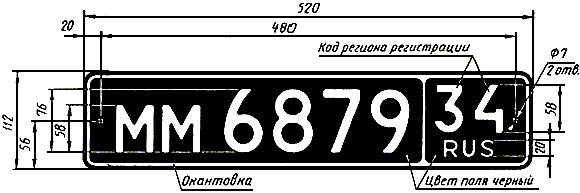 520
20
480
Код региона регистрации
Ф7
2 отв.
112
56
76
58
мм 6879 34
RUS
58
20
Окантовка
Цвет поля черный